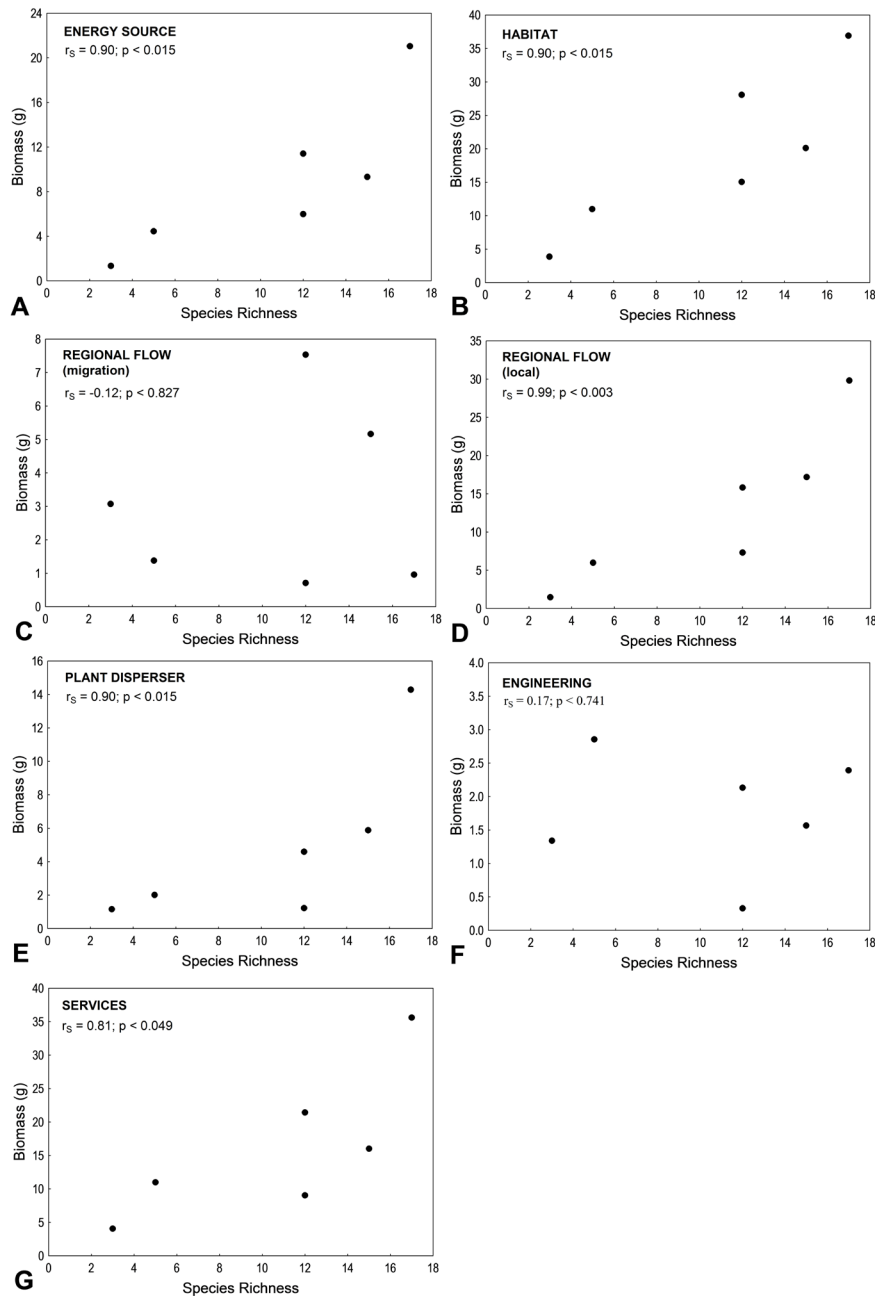 ENERGY SOURCE
rS = 0.90; p < 0.015
24
20
16
12
8
4
0
Biomass (g)
0 2 4 6 8 10 12 14 16 18
Species Richness
A
HABITAT
rS = 0.90; p < 0.015
40
35
30
25
20
15
10
5
0
Biomass (g)
0 2 4 6 8 10 12 14 16 18
Species Richness
B
REGIONAL FLOW
(migration)
rS = -0.12; p < 0.827
8
7
6
5
4
3
2
1
0
Biomass (g)
0 2 4 6 8 10 12 14 16 18
Species Richness
C
REGIONAL FLOW
(local)
rS = 0.99; p < 0.003
35
30
25
20
15
10
5
0
Biomass (g)
0 2 4 6 8 10 12 14 16 18
Species Richness
D
PLANT DISPERSER
rS = 0.90; p < 0.015
16
14
12
10
8
6
4
2
0
Biomass (g)
0 2 4 6 8 10 12 14 16 18
Species Richness
E
ENGINEERING
rS = 0.17; p < 0.741
4.0
3.5
3.0
2.5
2.0
1.5
1.0
0.5
0.0
Biomass (g)
0 2 4 6 8 10 12 14 16 18
Species Richness
F
SERVICES
rS = 0.81; p < 0.049
40
35
30
25
20
15
10
5
0
Biomass (g)
0 2 4 6 8 10 12 14 16 18
Species Richness
G